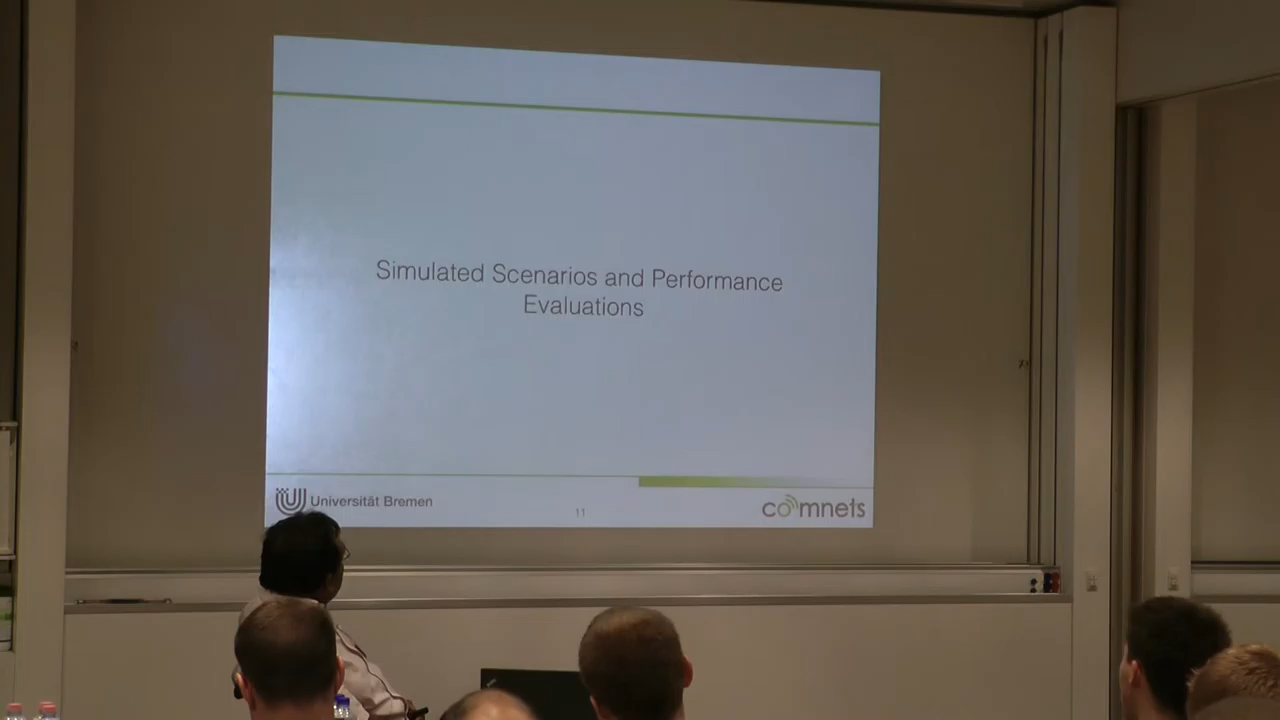 Simulated Scenarios and Performance
Evaluations
Universität Bremen
11
comnets